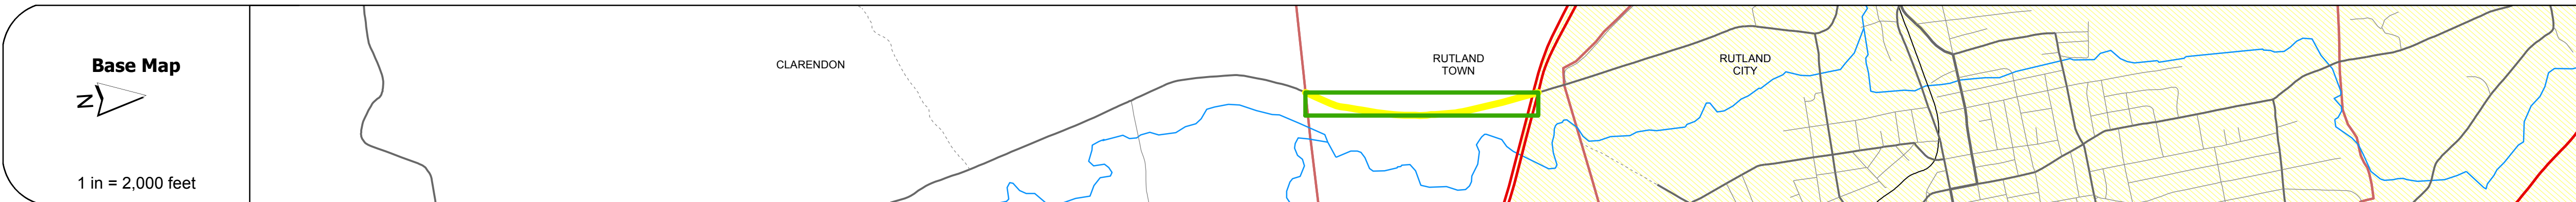 Base Map
N
1 in = 2,000 feet
CLARENDON
RUTLAND
TOWN
RUTLAND
CITY